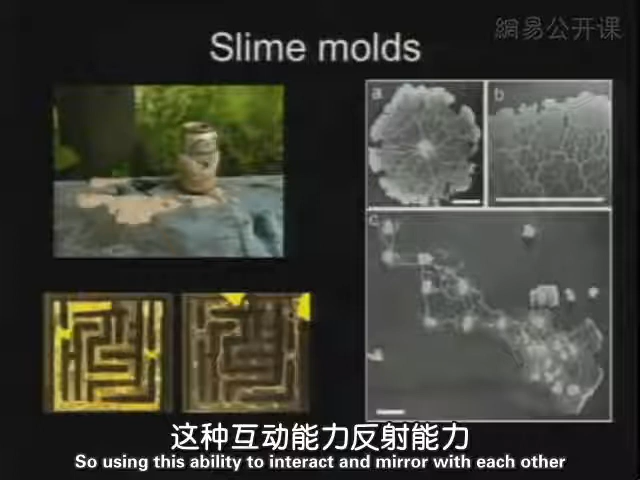 網易公开课
Slime molds
a
b
c
这种互动能力反射能力
So using this ability to interact and mirror with each other